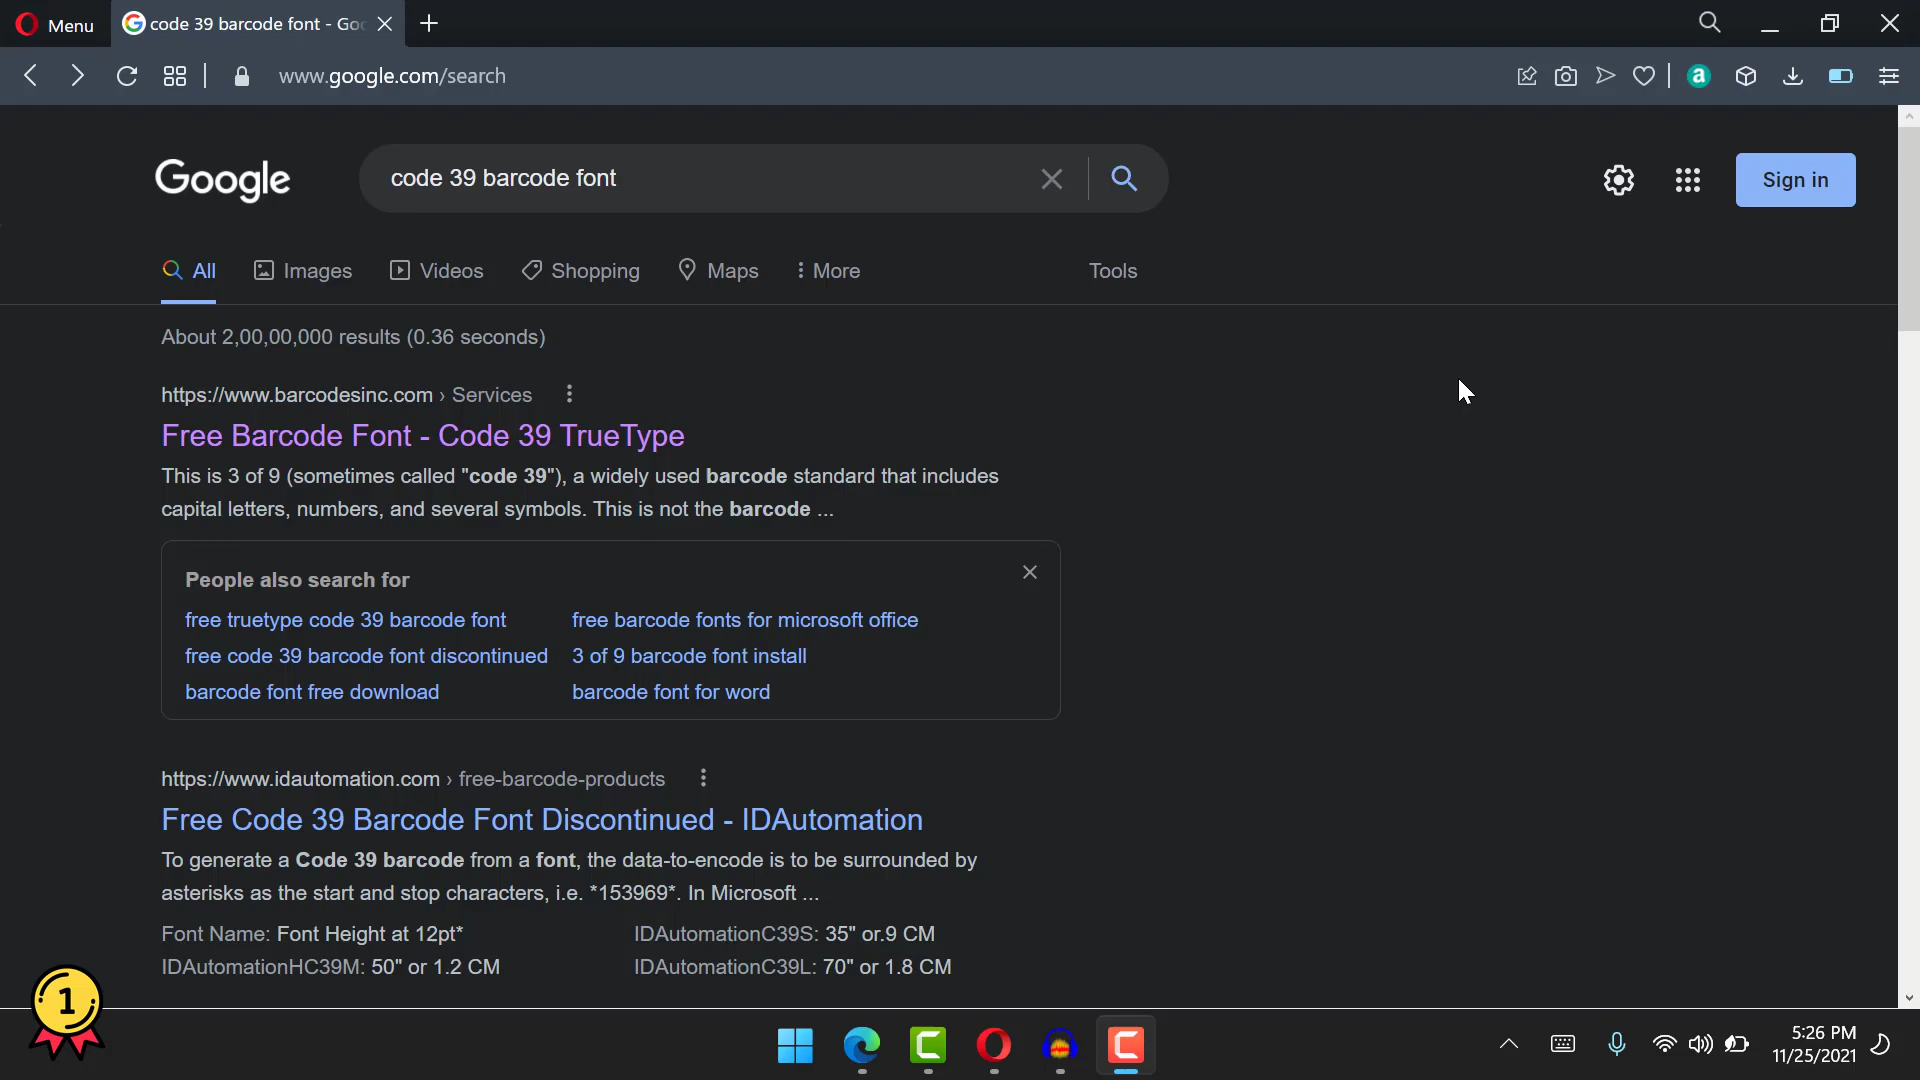 Menu
code 39 barcode font - Goo
www.google.com/search
Google
code 39 barcode font
Sign in
All
Images
Videos
Shopping
Maps
More
Tools
About 2,00,00,000 results (0.36 seconds)
https://www.barcodesinc.com › Services
Free Barcode Font - Code 39 TrueType
This is 3 of 9 (sometimes called "code 39"), a widely used barcode standard that includes
capital letters, numbers, and several symbols. This is not the barcode ...
People also search for
free truetype code 39 barcode font
free barcode fonts for microsoft office
free code 39 barcode font discontinued
3 of 9 barcode font install
barcode font free download
barcode font for word
https://www.idautomation.com › free-barcode-products
Free Code 39 Barcode Font Discontinued - IDAutomation
To generate a Code 39 barcode from a font, the data-to-encode is to be surrounded by
asterisks as the start and stop characters, i.e. *153969*. In Microsoft ...
Font Name: Font Height at 12pt*
IDAutomationC39S: 35" or.9 CM
IDAutomationHC39M: 50" or 1.2 CM
IDAutomationC39L: 70" or 1.8 CM
1
5:26 PM
11/25/2021